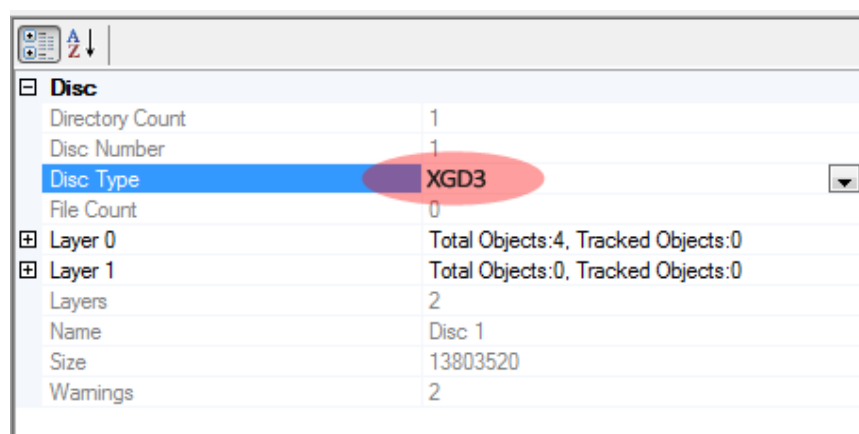 A
Z
Disc
Directory Count 1
Disc Number 1
Disc Type XGD3
File Count 0
Layer 0 Total Objects:4, Tracked Objects:0
Layer 1 Total Objects:0, Tracked Objects:0
Layers 2
Name Disc 1
Size 13803520
Warnings 2